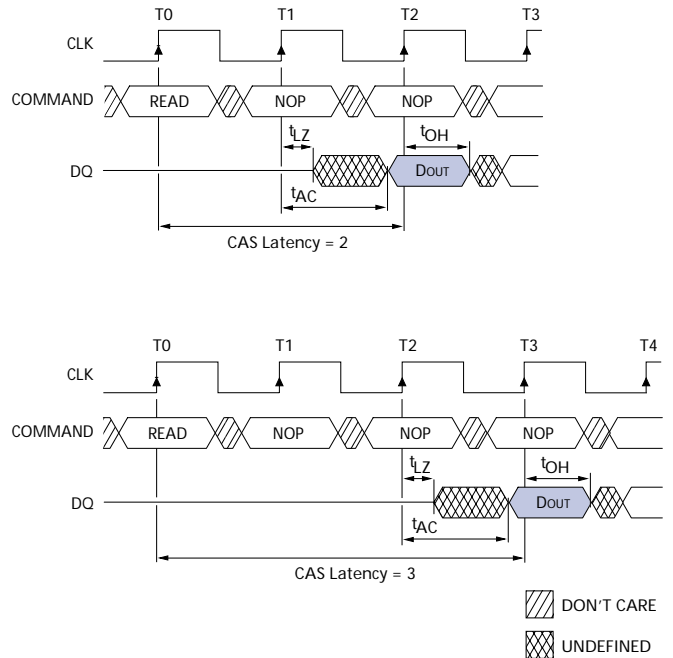 T0 T1 T2 T3
CLK
COMMAND READ NOP NOP
tLZ tOH
DQ DOUT
tAC
CAS Latency = 2
T0 T1 T2 T3 T4
CLK
COMMAND READ NOP NOP NOP
tLZ tOH
DQ DOUT
tAC
CAS Latency = 3
DON'T CARE
UNDEFINED